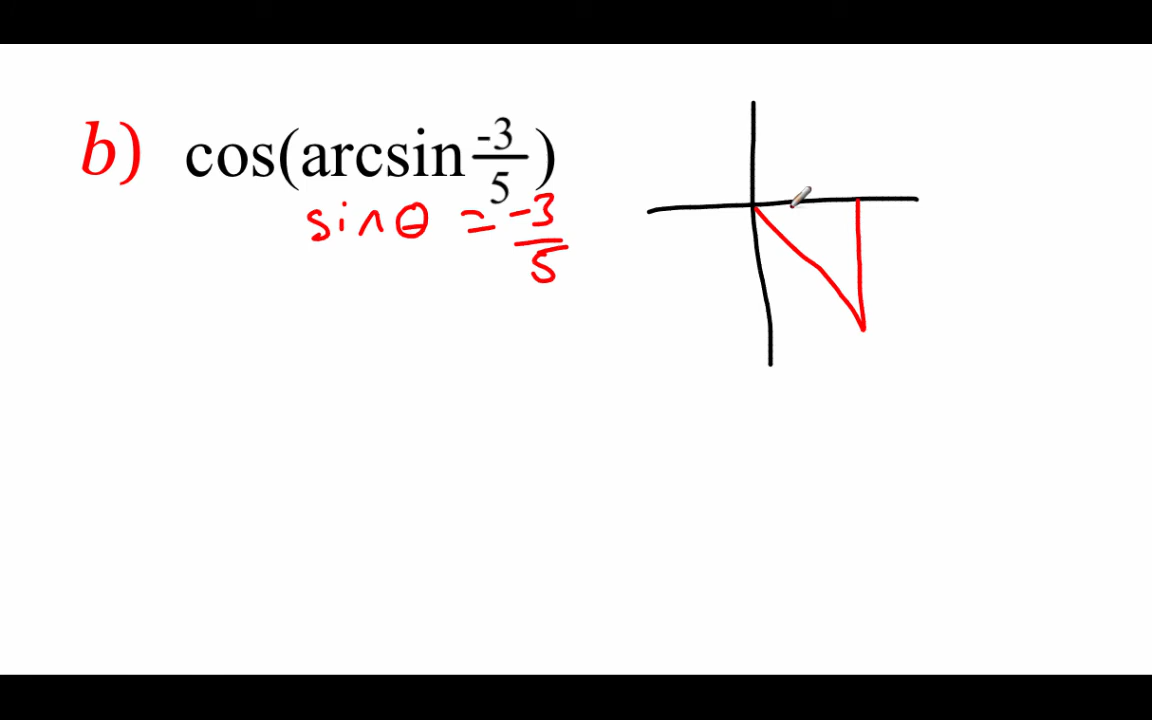 b) cos(arcsin -3/5)
sin θ = -3/5